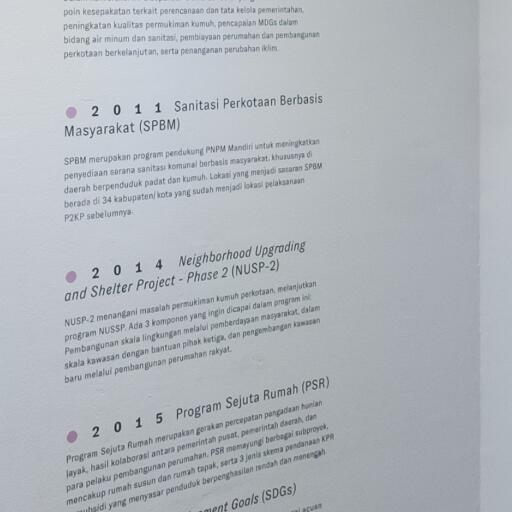 poin kesepakatan terkait perencanaan dan tata kelola pemerintahan,
peningkatan kualitas permukiman kumuh, pencapaian MDGs dalam
bidang air minum dan sanitasi, pembiayaan perumahan dan pembangunan
perkotaan berkelanjutan, serta penanganan perubahan iklim.
2011 Sanitasi Perkotaan Berbasis
Masyarakat (SPBM)
SPBM merupakan program pendukung PNPM Mandiri untuk meningkatkan
penyediaan sarana sanitasi komunal berbasis masyarakat, khususnya di
daerah berpenduduk padat dan kumuh. Lokasi yang menjadi sasaran SPBM
berada di 34 kabupaten/kota yang sudah menjadi lokasi pelaksanaan
P2KP sebelumnya.
2014 Neighborhood Upgrading
and Shelter Project - Phase 2 (NUSP-2)
NUSP-2 menangani masalah permukiman kumuh perkotaan, melanjutkan
program NUSSP. Ada 3 komponen yang ingin dicapai dalam program ini:
Pembangunan skala lingkungan melalui pemberdayaan masyarakat, dalam
skala kawasan dengan bantuan pihak ketiga, dan pengembangan kawasan
baru melalui pembangunan perumahan rakyat.
2015 Program Sejuta Rumah (PSR)
Program Sejuta Rumah merupakan gerakan percepatan pengadaan hunian
layak, hasil kolaborasi antara pemerintah pusat, pemerintah daerah, dan
para pelaku pembangunan perumahan. PSR memayungi berbagai subproyek,
mencakup rumah susun dan rumah tapak, serta 3 jenis skema pendanaan KPR
yang menyasar penduduk berpenghasilan rendah dan menengah
Goals (SDGs)
acuan